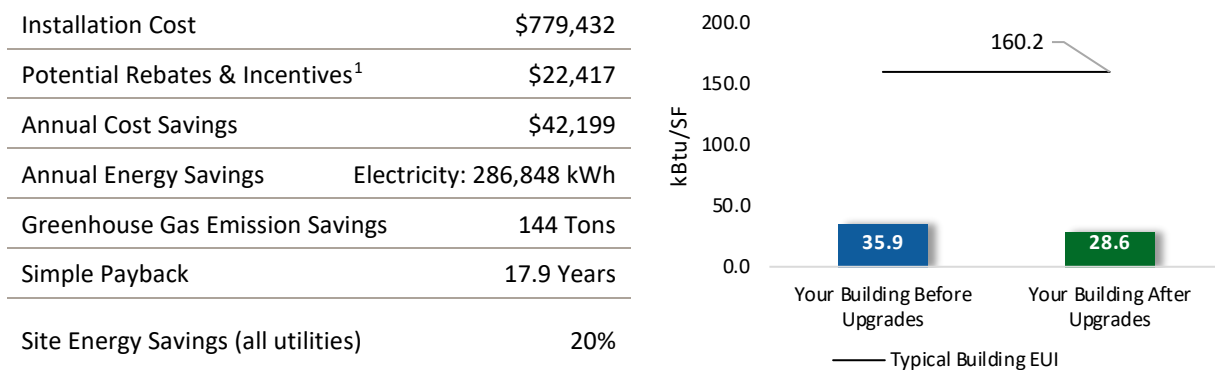 Installation Cost $779,432
Potential Rebates & Incentives1 $22,417
Annual Cost Savings $42,199
Annual Energy Savings Electricity: 286,848 kWh
Greenhouse Gas Emission Savings 144 Tons
Simple Payback 17.9 Years
Site Energy Savings (all utilities) 20%
kBtu/SF
200.0
150.0
100.0
50.0
0.0
160.2
35.9
28.6
Your Building Before
Upgrades
Your Building After
Upgrades
Typical Building EUI